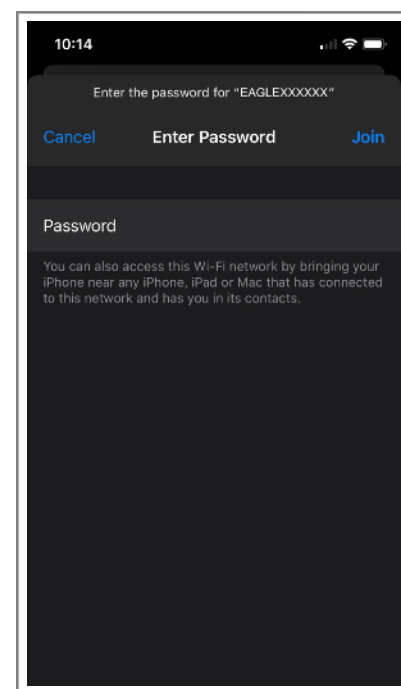 10:14
Enter the password for “EAGLEXXXXXX”
Cancel Enter Password Join
Password
You can also access this Wi-Fi network by bringing your
iPhone near any iPhone, iPad or Mac that has connected
to this network and has you in its contacts.